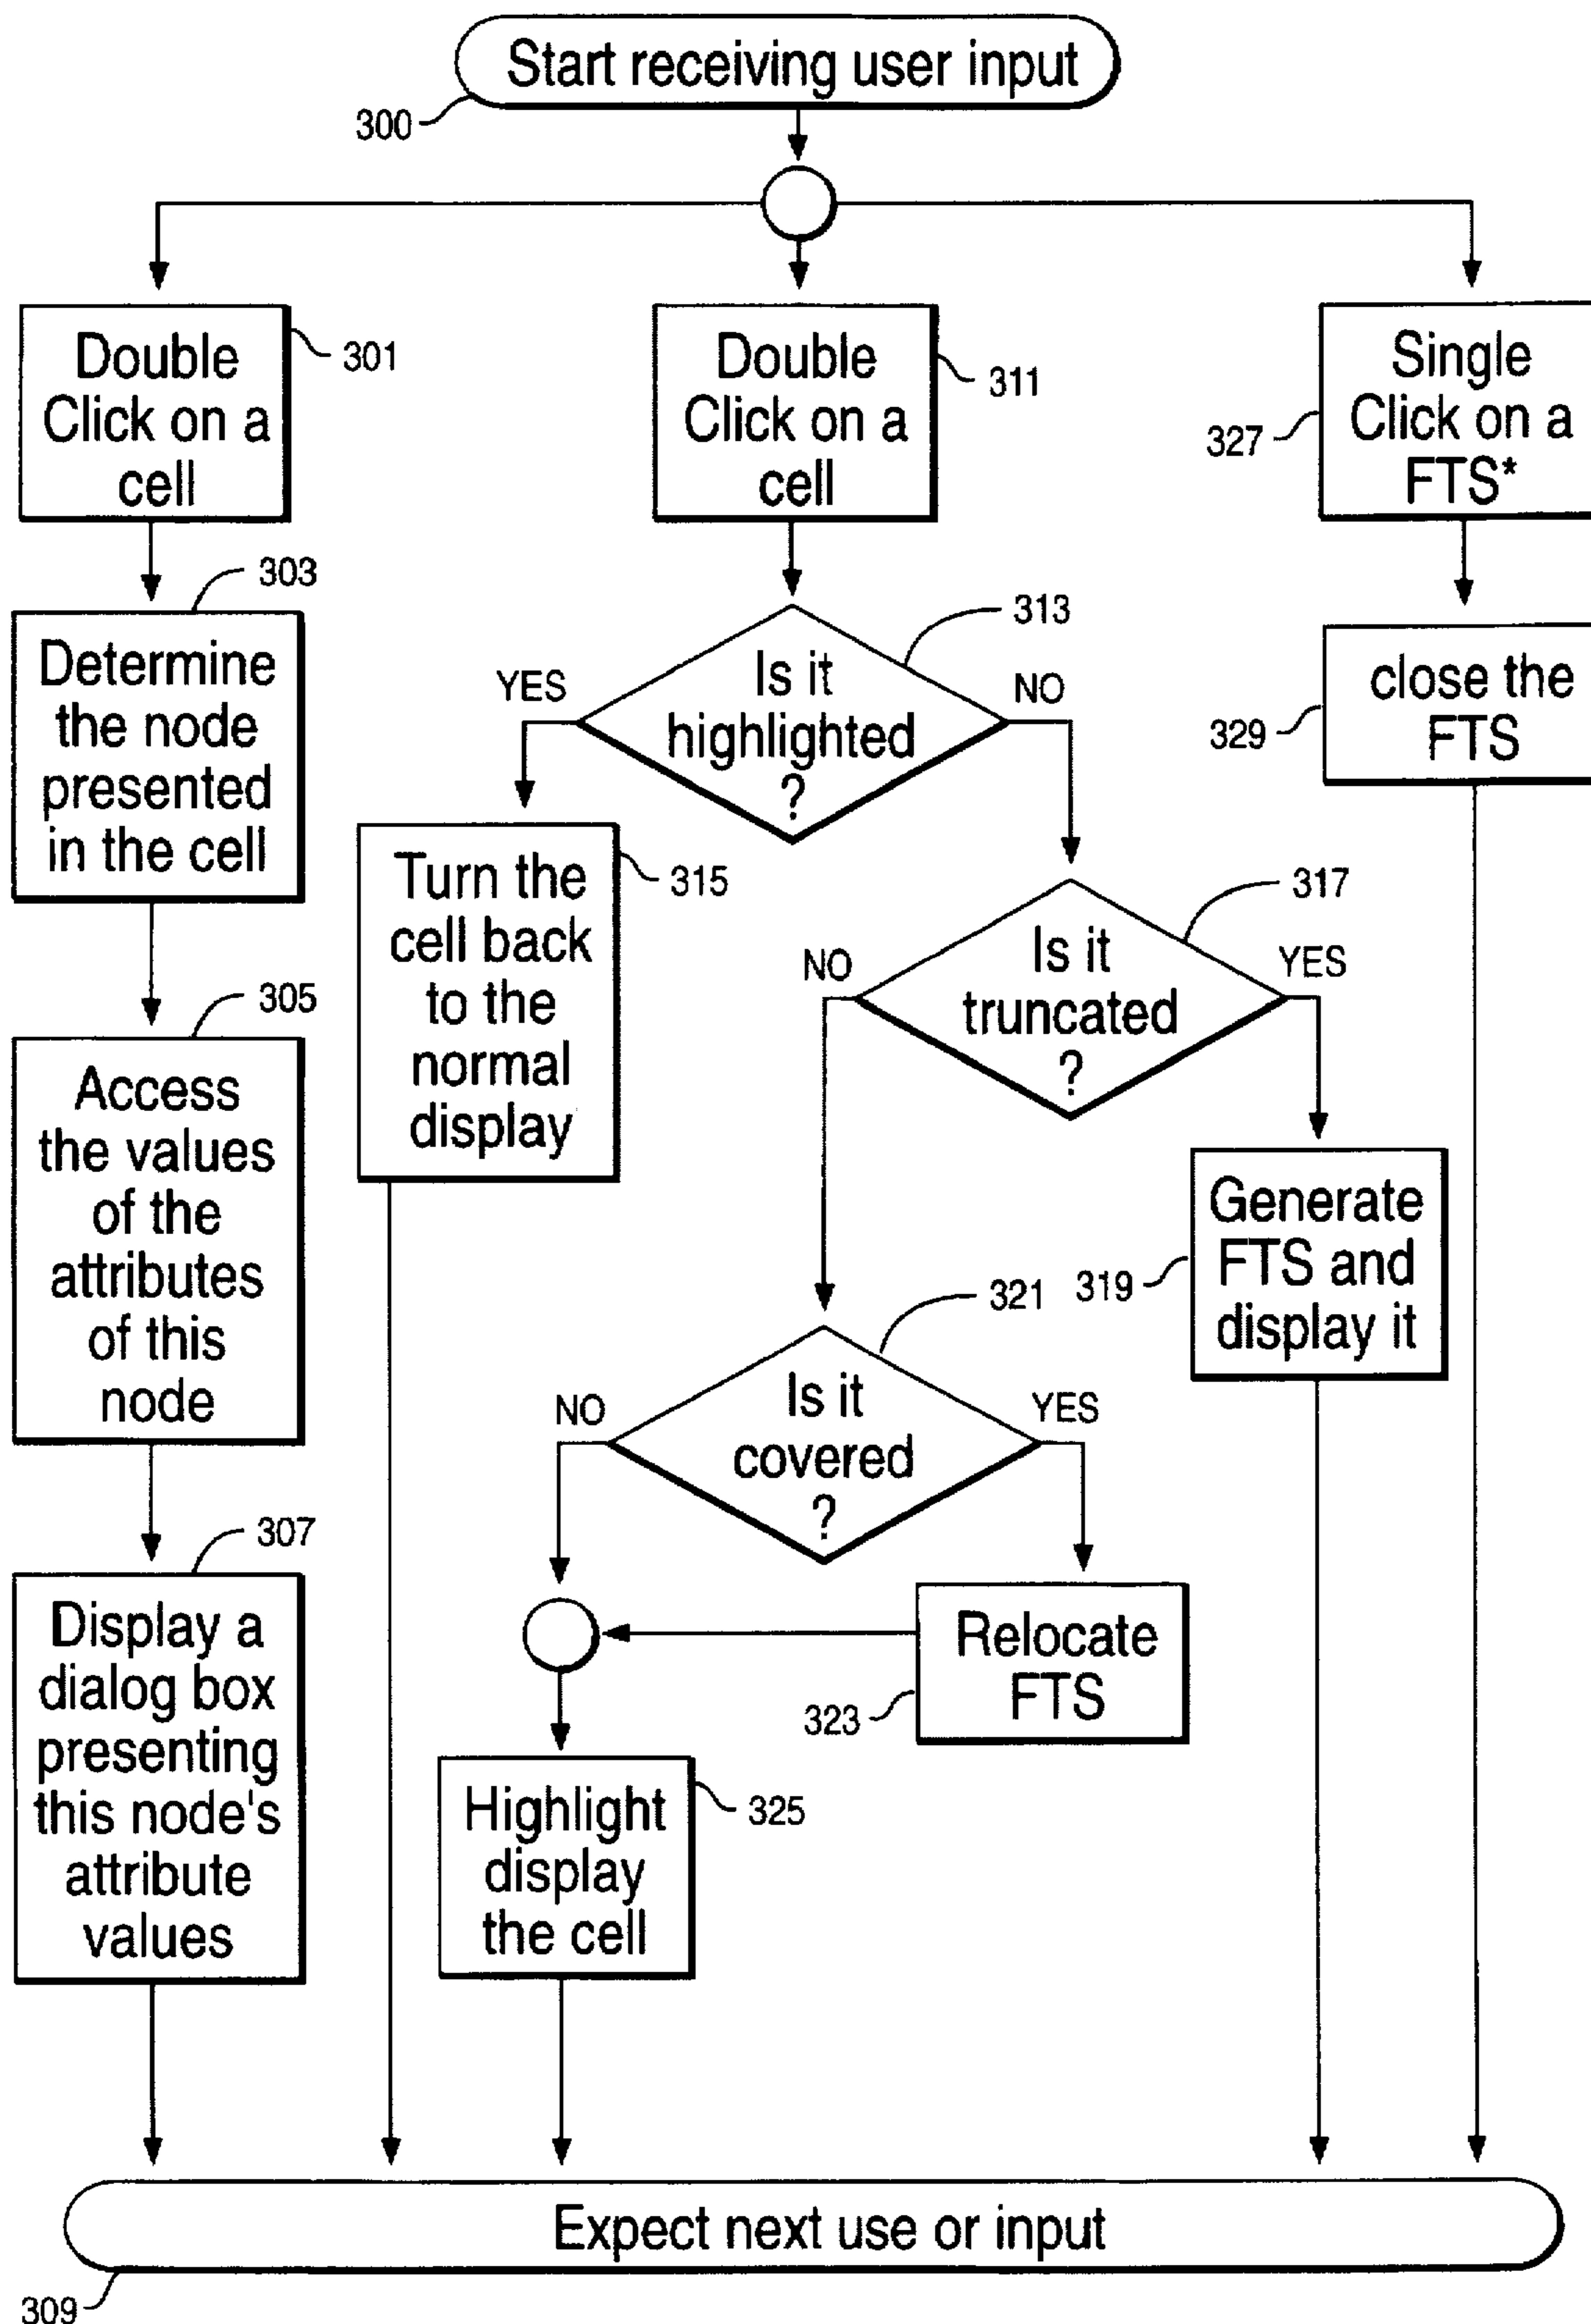 Start receiving user input
300
Double
Click on a
cell
301
Double
Click on a
cell
311
Single
Click on a
FTS*
327
303
Determine
the node
presented
in the cell
313
Is it
highlighted
?
YES
NO
close the
FTS
329
Turn the
cell back
to the
normal
display
315
317
Is it
truncated
?
NO
YES
305
Access
the values
of the
attributes
of this
node
Generate
FTS and
display it
319
321
Is it
covered
?
NO
YES
307
Display a
dialog box
presenting
this node's
attribute
values
Relocate
FTS
323
Highlight
display
the cell
325
Expect next use or input
309